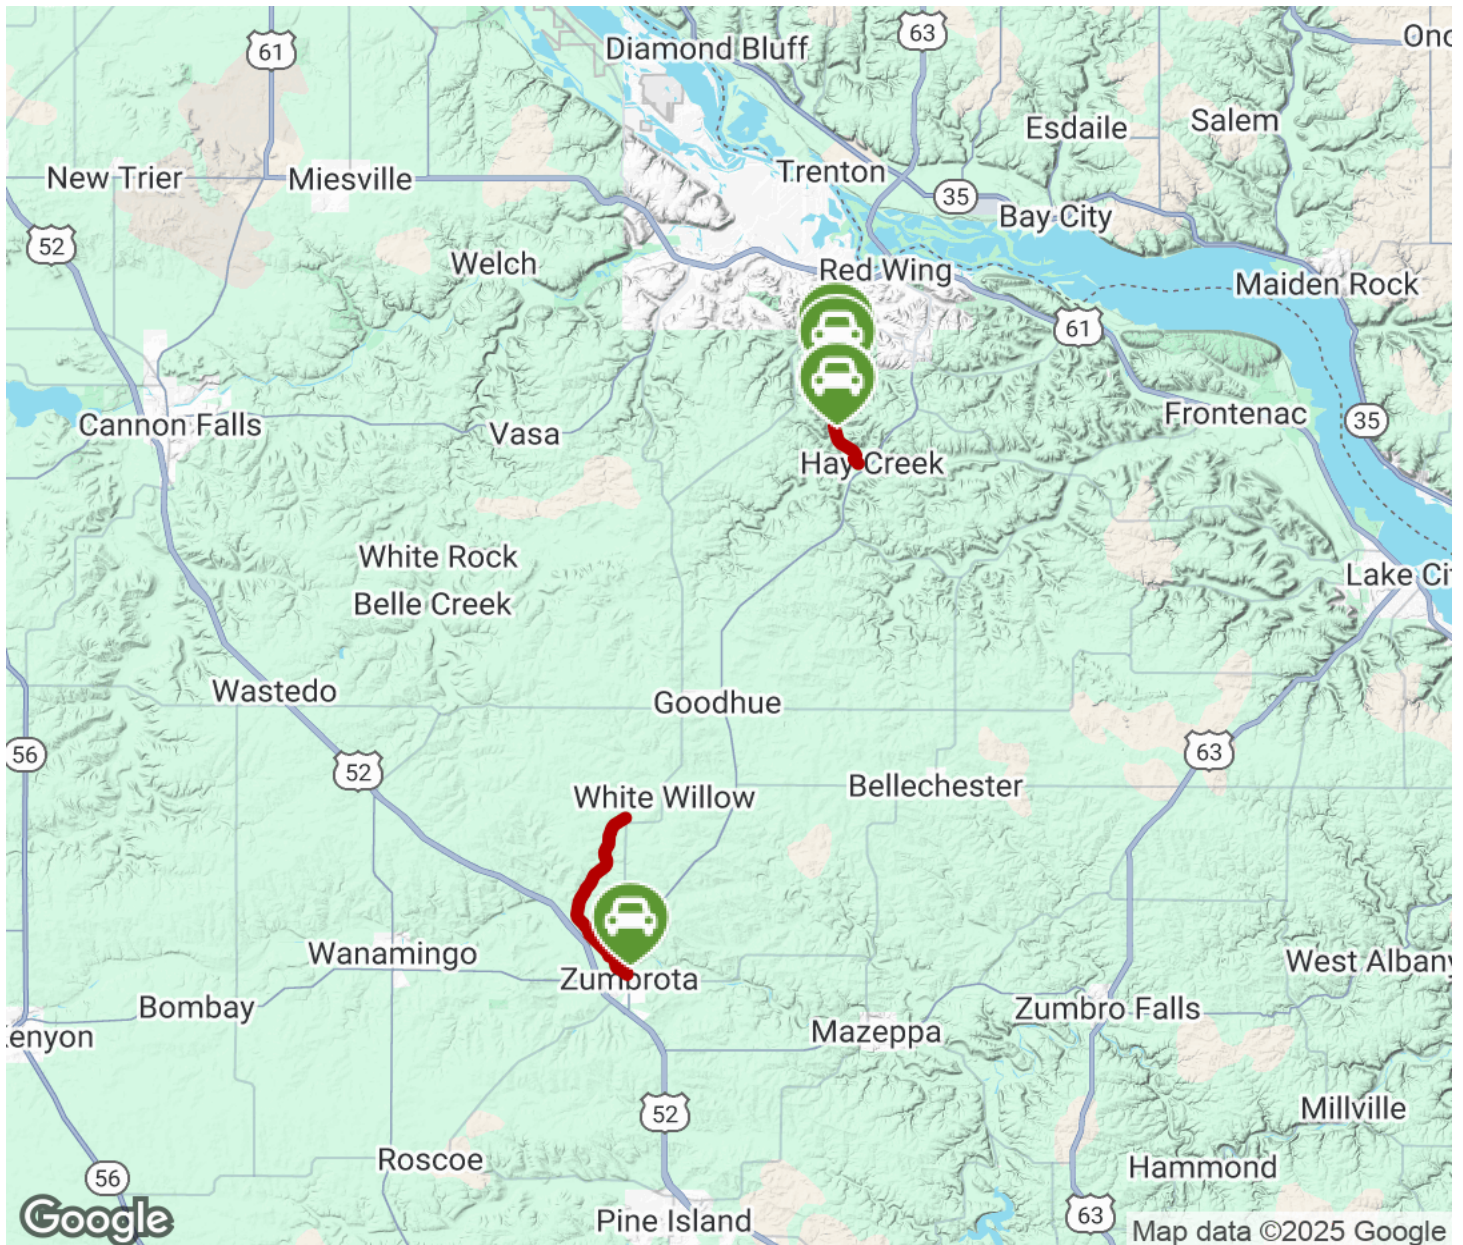 Diamond Bluff
63
Ono
61
Esdaile
Salem
New Trier
Miesville
Trenton
35
Bay City
52
Welch
Red Wing
Maiden Rock
61
Cannon Falls
Vasa
Frontenac
35
Hay Creek
White Rock
Belle Creek
Lake Cit
Wastedo
Goodhue
56
52
63
White Willow
Bellechester
Wanamingo
Zumbrota
West Albany
Bombay
Zumbro Falls
enyon
Mazeppa
52
Millville
Roscoe
Hammond
56
Google
Pine Island
63
Map data ©2025 Google